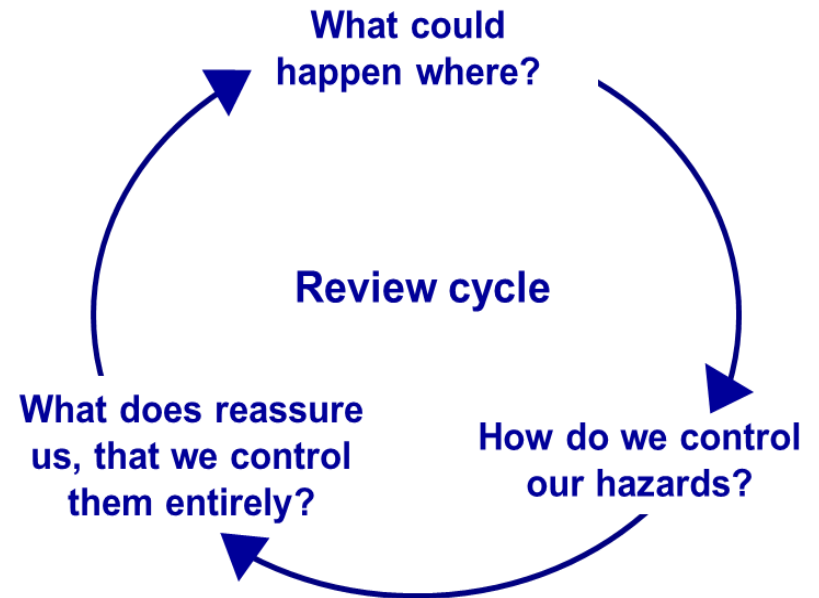 What could
happen where?
Review cycle
What does reassure
us, that we control
them entirely?
How do we control
our hazards?